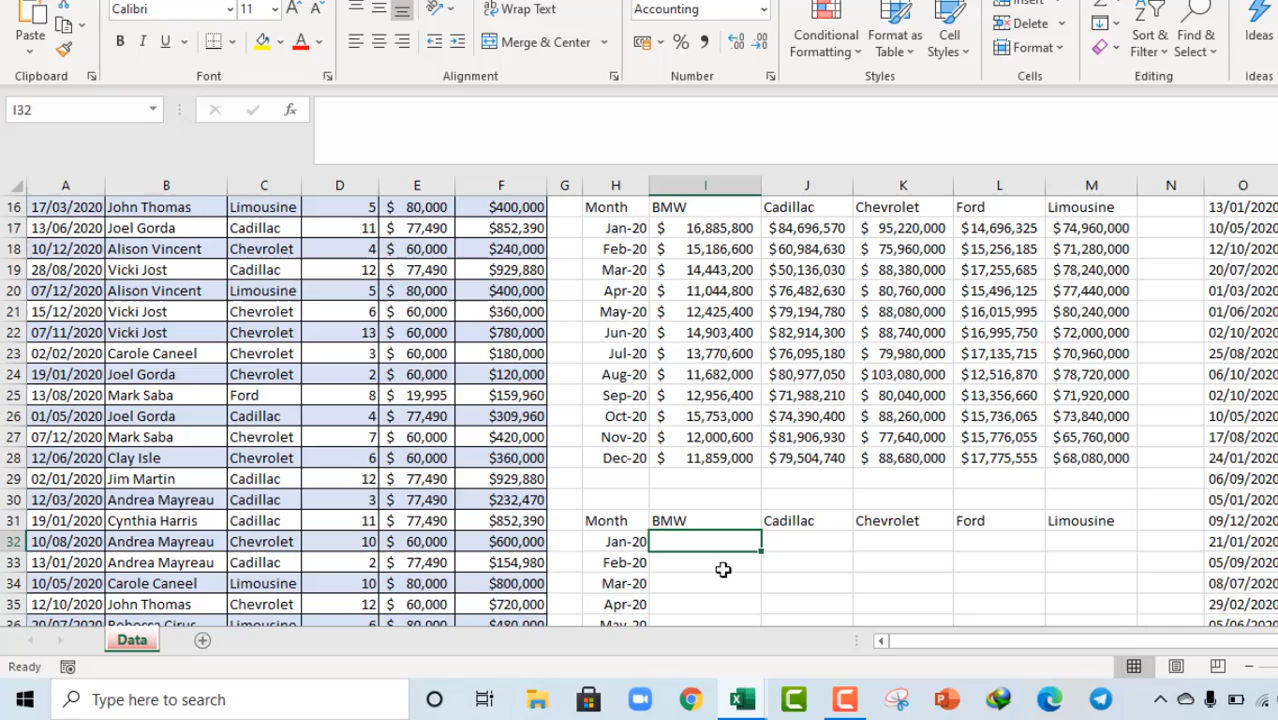 Paste
Clipboard
Calibri 11
B I U A
Font
Wrap Text
Merge & Center
Alignment
Accounting
% 
Number
Conditional Formatting
Format as Table
Cell Styles
Styles
Insert
Delete
Format
Cells
Sort & Filter
Find & Select
Editing
Ideas
Ideas
I32 fx
A B C D E F G H I J K L M N O
16 17/03/2020 John Thomas Limousine 5 $ 80,000 $400,000 Month BMW Cadillac Chevrolet Ford Limousine 13/01/2020
17 13/06/2020 Joel Gorda Cadillac 11 $ 77,490 $852,390 Jan-20 $ 16,885,800 $84,696,570 $ 95,220,000 $14,696,325 $74,960,000 10/05/2020
18 10/12/2020 Alison Vincent Chevrolet 4 $ 60,000 $240,000 Feb-20 $ 15,186,600 $60,984,630 $ 75,960,000 $15,256,185 $71,280,000 12/10/2020
19 28/08/2020 Vicki Jost Cadillac 12 $ 77,490 $929,880 Mar-20 $ 14,443,200 $50,136,030 $ 88,380,000 $17,255,685 $78,240,000 20/07/2020
20 07/12/2020 Alison Vincent Limousine 5 $ 80,000 $400,000 Apr-20 $ 11,044,800 $76,482,630 $ 80,760,000 $15,496,125 $77,440,000 01/03/2020
21 15/12/2020 Vicki Jost Chevrolet 6 $ 60,000 $360,000 May-20 $ 12,425,400 $79,194,780 $ 88,080,000 $16,015,995 $80,240,000 01/06/2020
22 07/11/2020 Vicki Jost Chevrolet 13 $ 60,000 $780,000 Jun-20 $ 14,903,400 $82,914,300 $ 88,740,000 $16,995,750 $72,000,000 02/10/2020
23 02/02/2020 Carole Caneel Chevrolet 3 $ 60,000 $180,000 Jul-20 $ 13,770,600 $76,095,180 $ 79,980,000 $17,135,715 $70,960,000 25/08/2020
24 19/01/2020 Joel Gorda Chevrolet 2 $ 60,000 $120,000 Aug-20 $ 11,682,000 $80,977,050 $103,080,000 $12,516,870 $78,720,000 06/10/2020
25 13/08/2020 Mark Saba Ford 8 $ 19,995 $159,960 Sep-20 $ 12,956,400 $71,988,210 $ 80,040,000 $13,356,660 $71,920,000 02/10/2020
26 01/05/2020 Joel Gorda Cadillac 4 $ 77,490 $309,960 Oct-20 $ 15,753,000 $74,390,400 $ 88,260,000 $15,736,065 $73,840,000 10/05/2020
27 07/12/2020 Mark Saba Chevrolet 7 $ 60,000 $420,000 Nov-20 $ 12,000,600 $81,906,930 $ 77,640,000 $15,776,055 $65,760,000 17/08/2020
28 12/06/2020 Clay Isle Chevrolet 6 $ 60,000 $360,000 Dec-20 $ 11,859,000 $79,504,740 $ 88,680,000 $17,775,555 $68,080,000 24/01/2020
29 02/01/2020 Jim Martin Cadillac 12 $ 77,490 $929,880 06/09/2020
30 12/03/2020 Andrea Mayreau Cadillac 3 $ 77,490 $232,470 05/01/2020
31 19/01/2020 Cynthia Harris Cadillac 11 $ 77,490 $852,390 Month BMW Cadillac Chevrolet Ford Limousine 09/12/2020
32 10/08/2020 Andrea Mayreau Chevrolet 10 $ 60,000 $600,000 Jan-20 21/01/2020
33 13/01/2020 Andrea Mayreau Cadillac 2 $ 77,490 $154,980 Feb-20 05/09/2020
34 10/05/2020 Carole Caneel Limousine 10 $ 80,000 $800,000 Mar-20 08/07/2020
35 12/10/2020 John Thomas Chevrolet 12 $ 60,000 $720,000 Apr-20 29/02/2020
36 20/07/2020 Rebecca Cirus Limousine 6 $ 80,000 $480,000 May-20 05/06/2020
Data
Ready
Type here to search